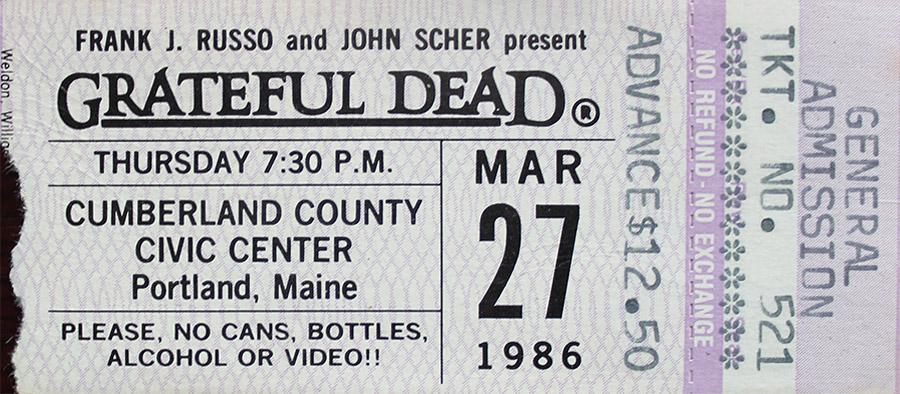 FRANK J. RUSSO and JOHN SCHER present
GRATEFUL DEAD®
THURSDAY 7:30 P.M.
CUMBERLAND COUNTY
CIVIC CENTER
Portland, Maine
PLEASE, NO CANS, BOTTLES,
ALCOHOL OR VIDEO!!
MAR
27
1986
ADVANCE$12.50
NO REFUND - NO EXCHANGE
TKT. NO. 521
GENERAL
ADMISSION
Weldon,